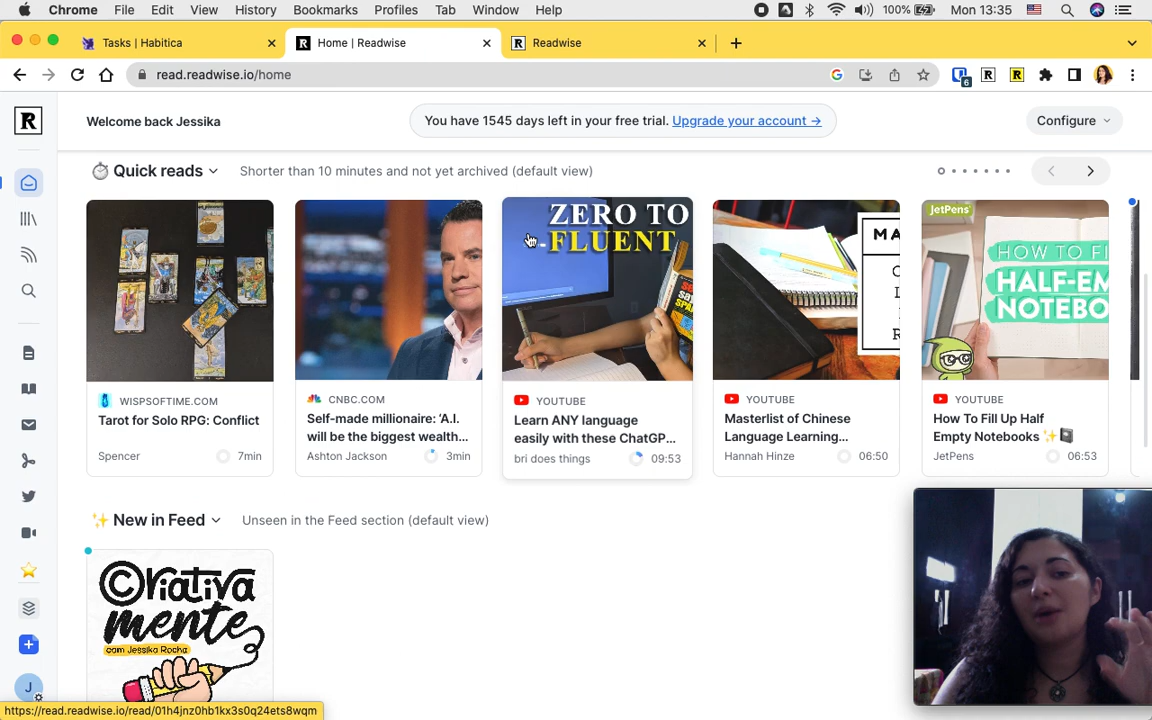 Chrome File Edit View History Bookmarks Profiles Tab Window Help 100% Mon 13:35
Tasks | Habitica
Home | Readwise
Readwise
read.readwise.io/home
6
Welcome back Jessika
You have 1545 days left in your free trial. Upgrade your account →
Configure
Quick reads
Shorter than 10 minutes and not yet archived (default view)
ZERO TO
-FLUENT
JetPens
HOW TO FI
HALF-EM
NOTEBO
WISPSOFTIME.COM
Tarot for Solo RPG: Conflict
Spencer
7min
CNBC.COM
Self-made millionaire: ‘A.I.
will be the biggest wealth...
Ashton Jackson
3min
YOUTUBE
Learn ANY language
easily with these ChatGP...
bri does things
09:53
YOUTUBE
Masterlist of Chinese
Language Learning...
Hannah Hinze
06:50
YOUTUBE
How To Fill Up Half
Empty Notebooks
JetPens
06:53
New in Feed
Unseen in the Feed section (default view)
Criativa
mente
com Jessika Rocha
J
https://read.readwise.io/read/01h4jnz0hb1kx3s0q24ets8wqm